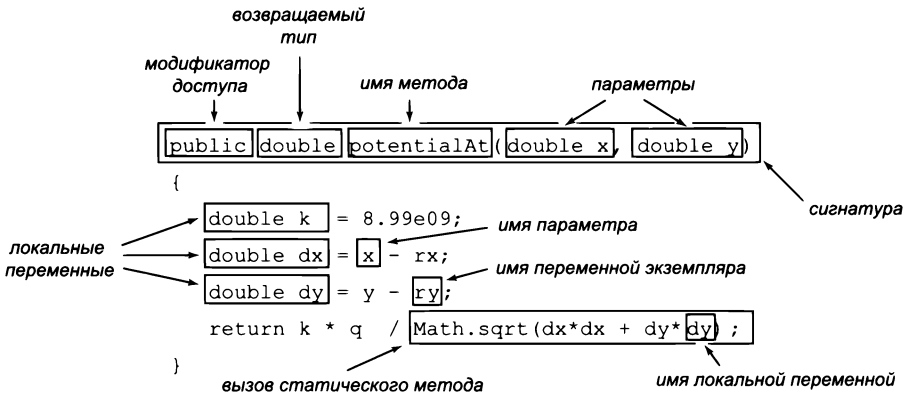 возвращаемый
тип
модификатор
доступа
имя метода
параметры
public double potentialAt(double x, double y)
сигнатура
{
double k = 8.99e09;
имя параметра
локальные
переменные
double dx = x - rx;
имя переменной экземпляра
double dy = y - ry;
return k * q / Math.sqrt(dx*dx + dy*dy) ;
}
вызов статического метода
имя локальной переменной